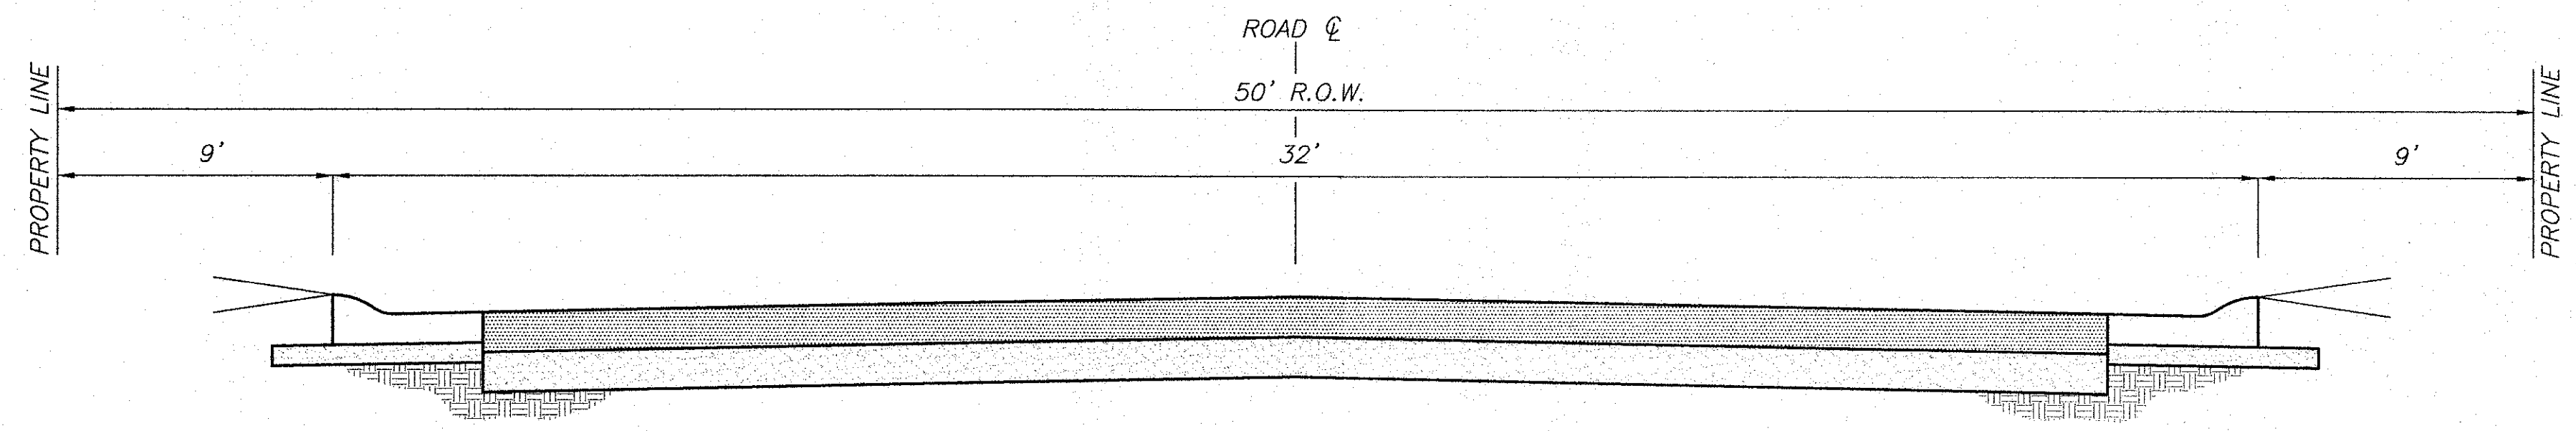 ROAD ℄
50' R.O.W.
PROPERTY LINE
9'
32'
9'
PROPERTY LINE